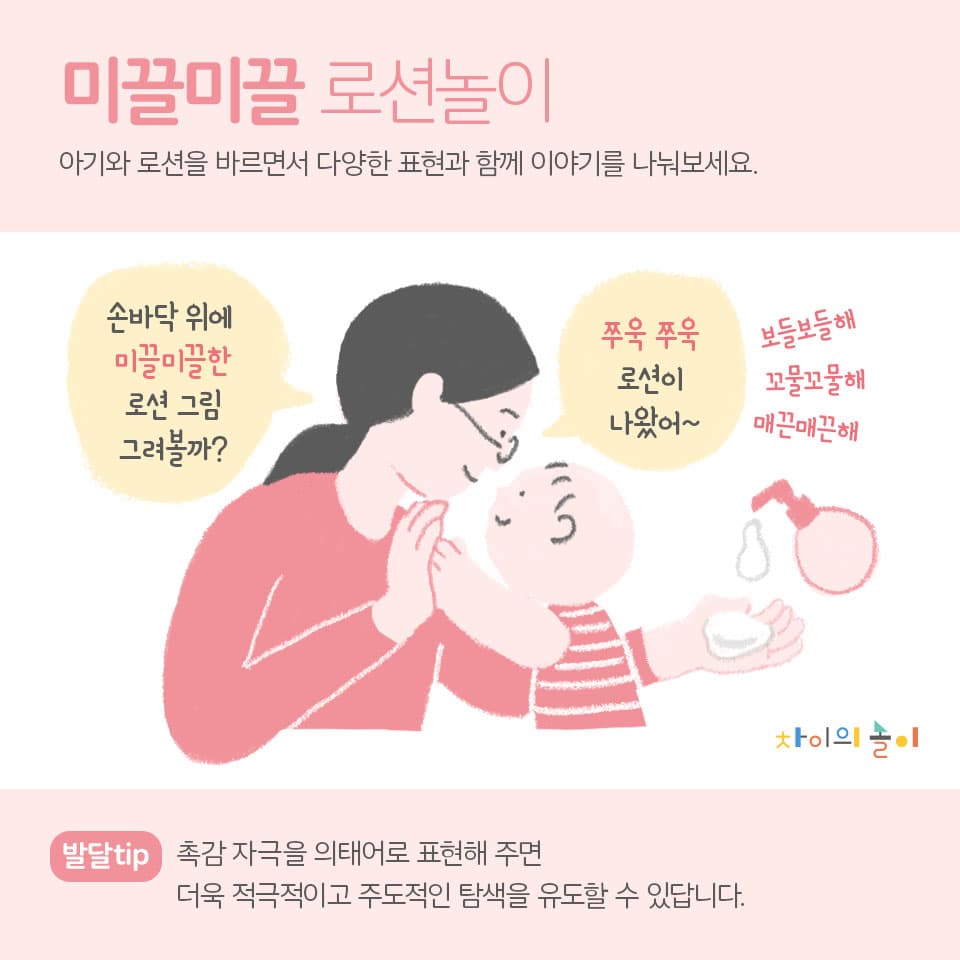 미끌미끌 로션놀이
아기와 로션을 바르면서 다양한 표현과 함께 이야기를 나눠보세요.
손바닥 위에
미끌미끌한
로션 그림
그려볼까?
쭈욱 쭈욱
로션이
나왔어~
보들보들해
꼬물꼬물해
매끈매끈해
차이의 놀이
발달tip
촉감 자극을 의태어로 표현해 주면
더욱 적극적이고 주도적인 탐색을 유도할 수 있답니다.